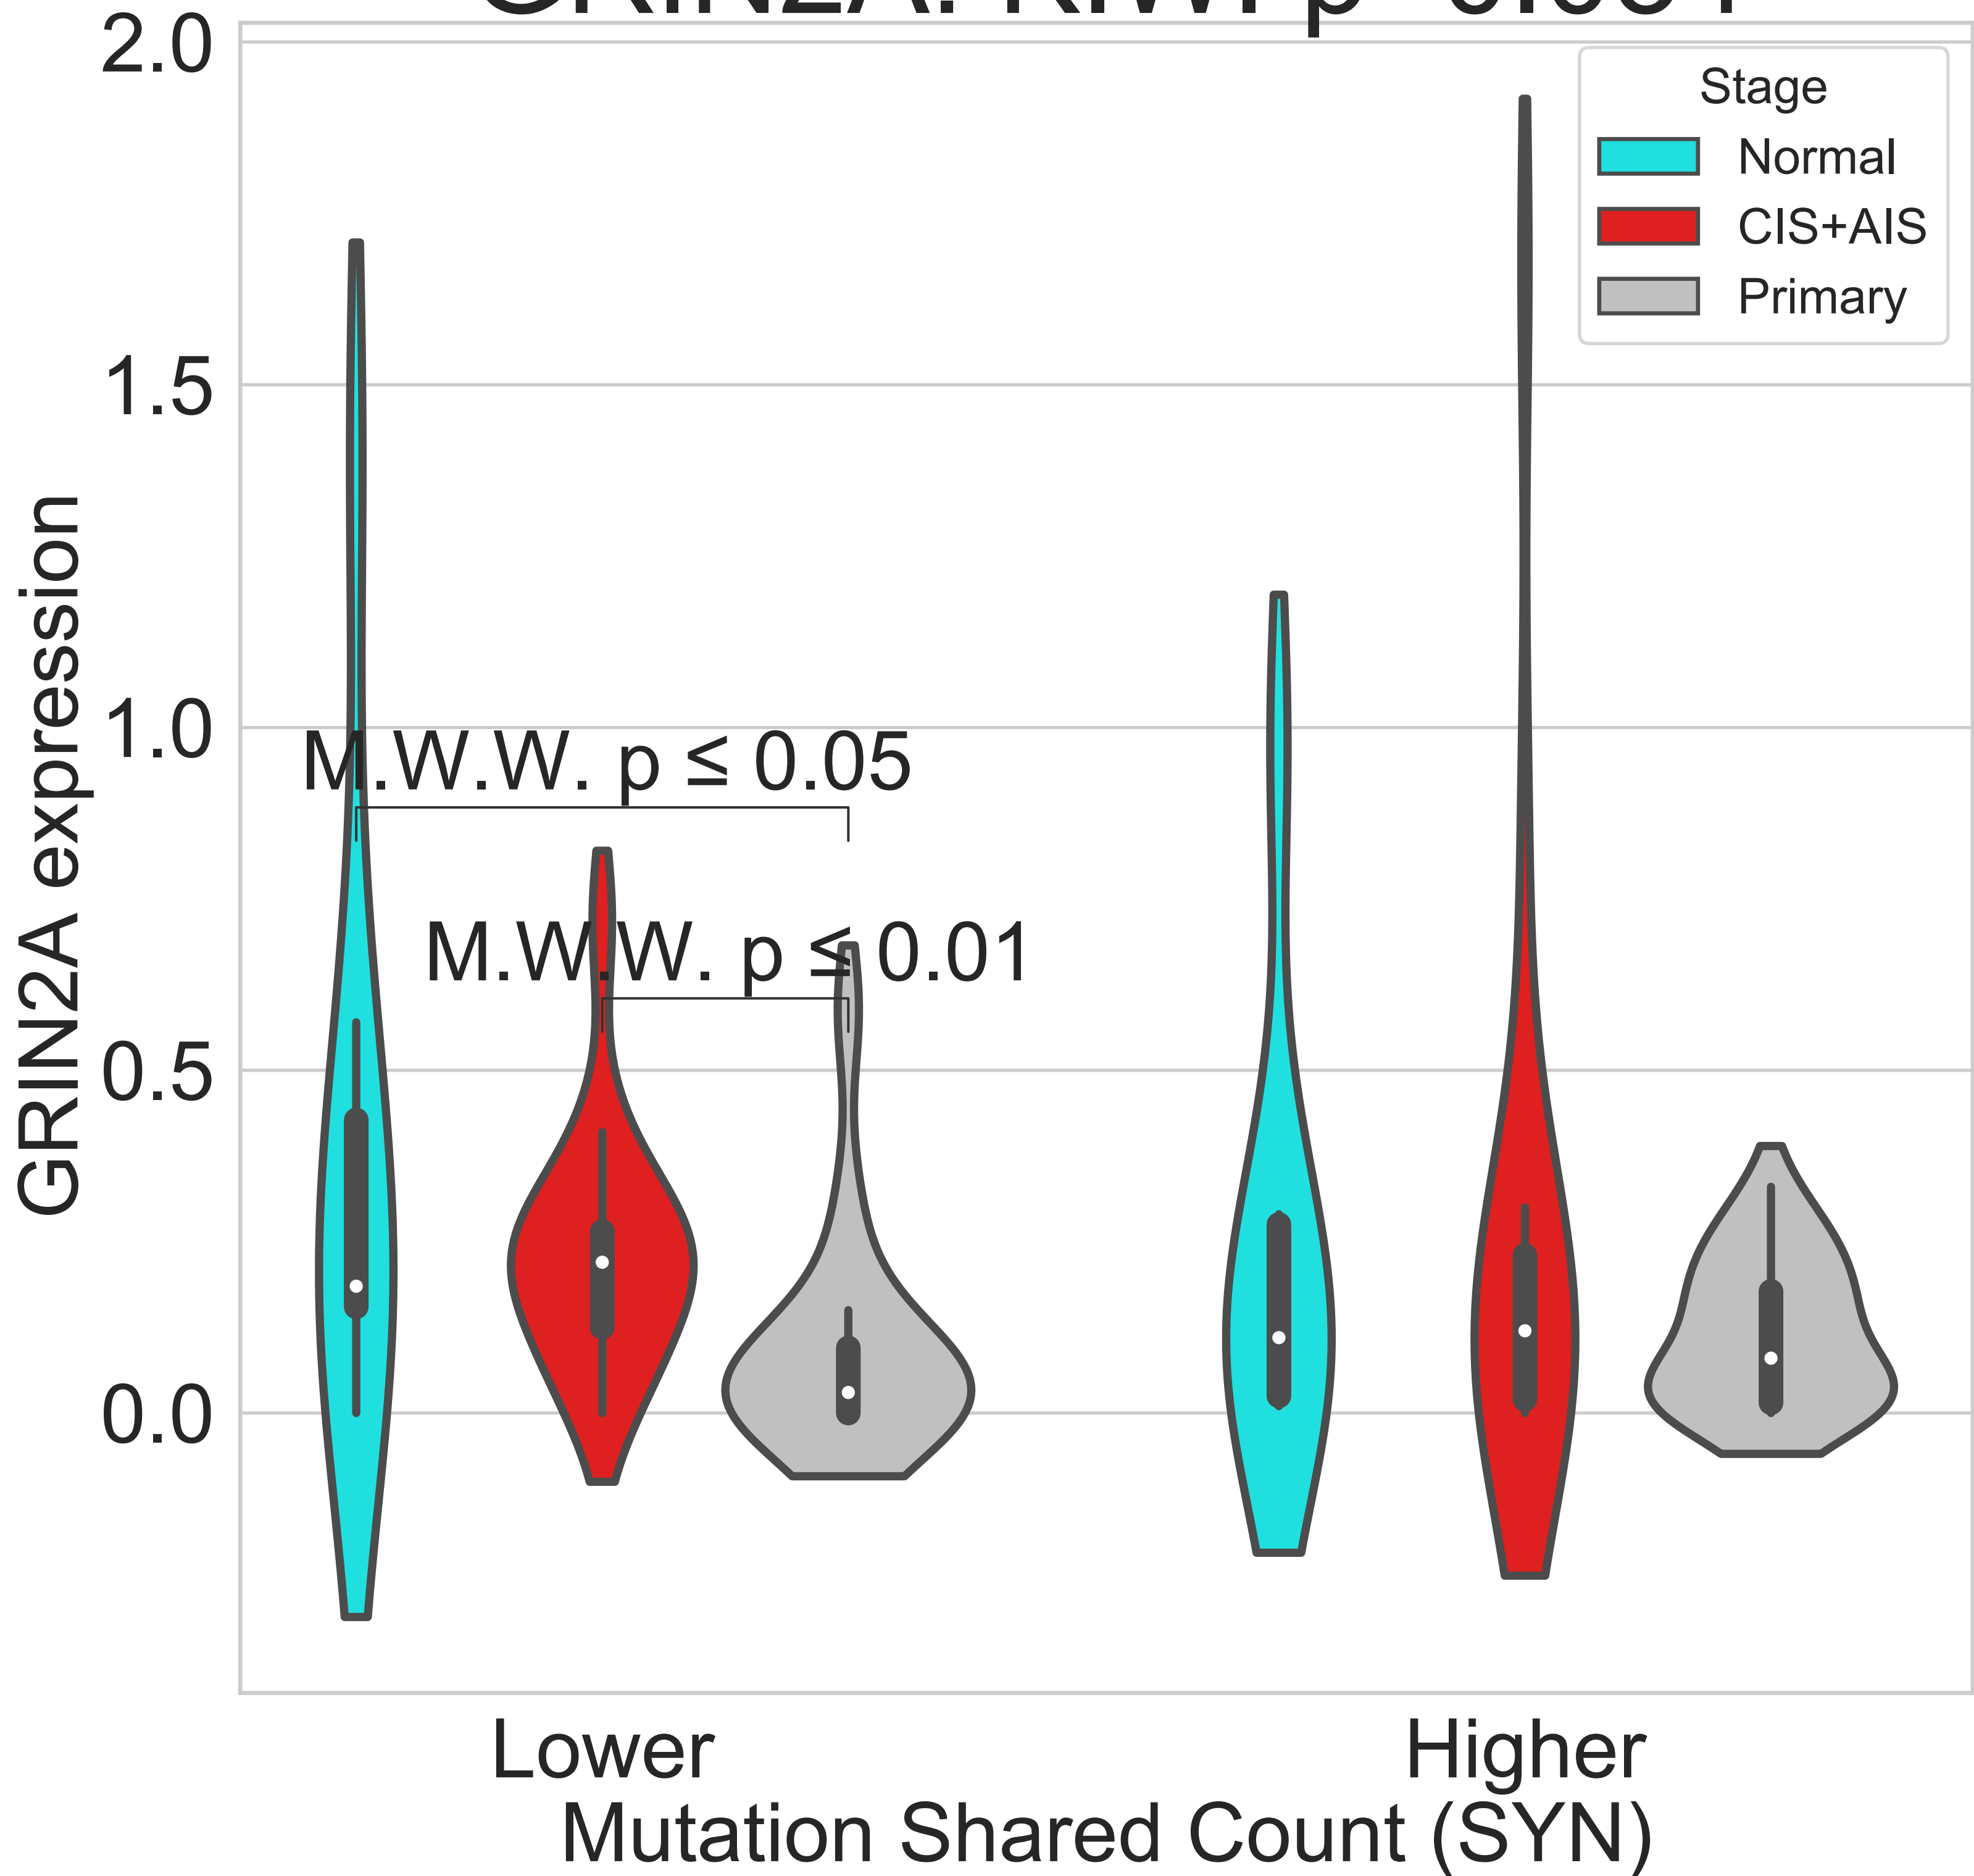 2.0
Stage
Normal
CIS+AIS
Primary
1.5
1.0
M.W.W. p ≤ 0.05
M.W.W. p ≤ 0.01
0.5
0.0
GRIN2A expression
Lower
Higher
Mutation Shared Count (SYN)